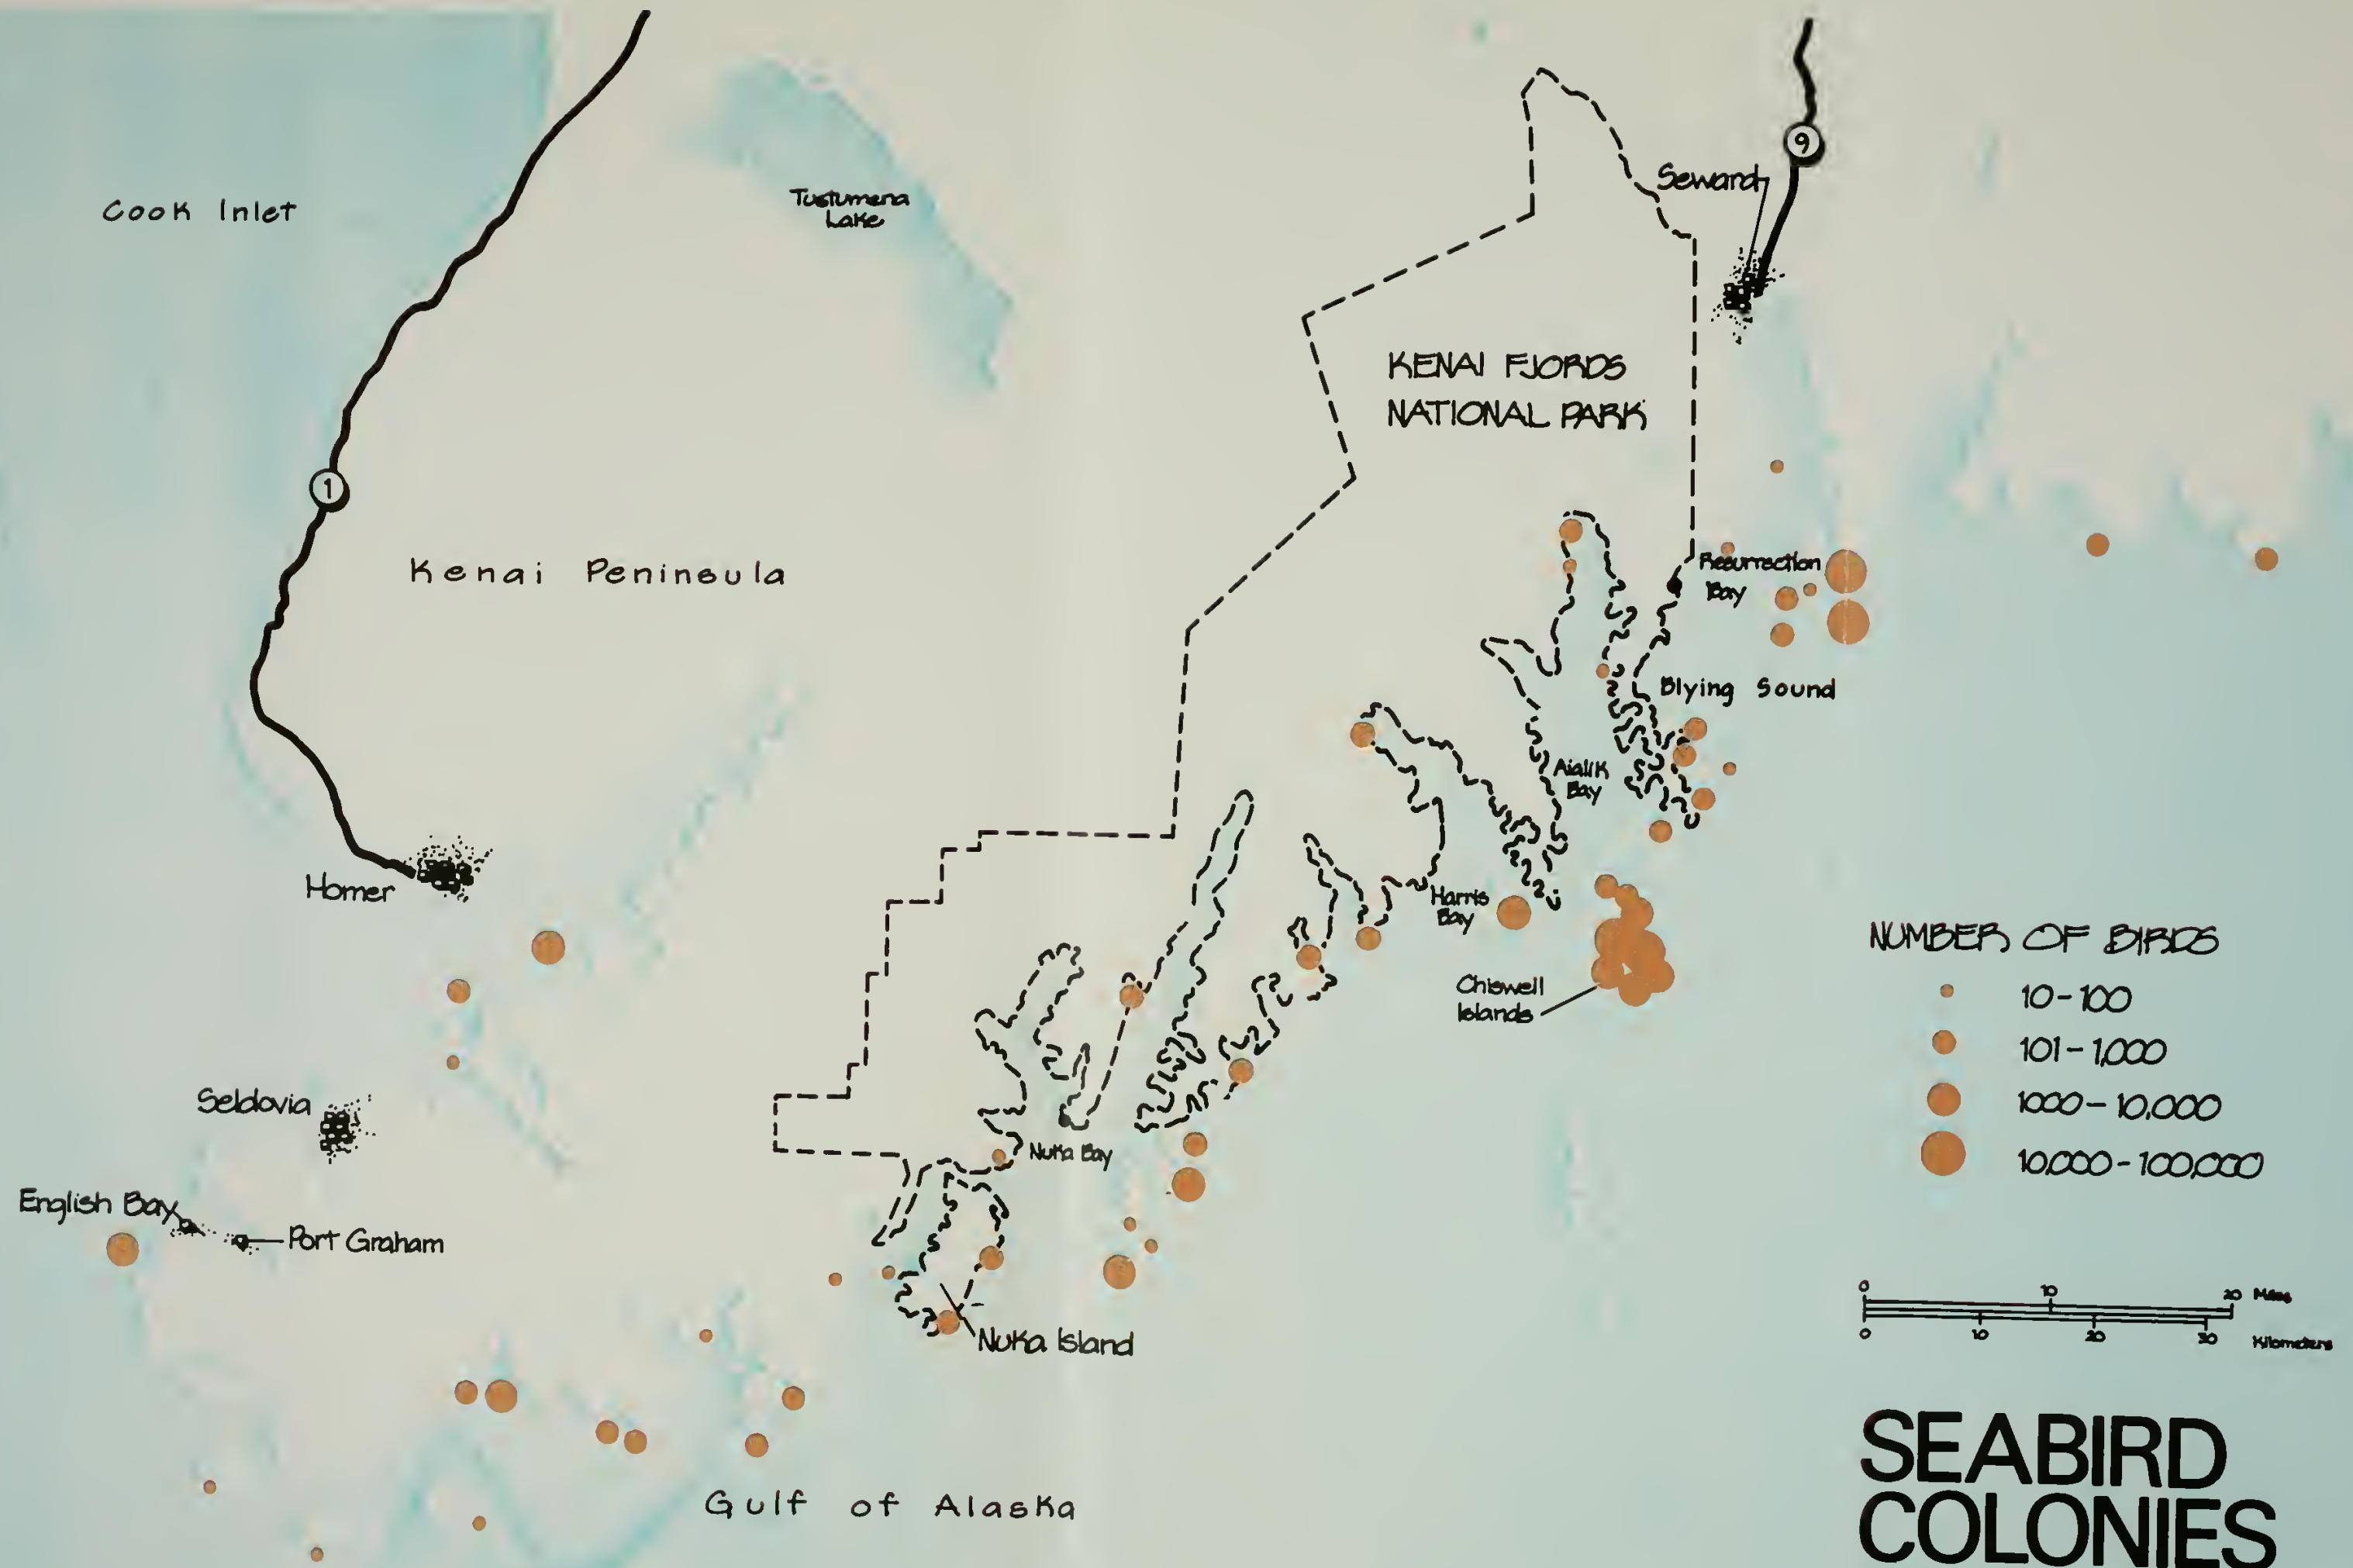 Cook Inlet
Tustumena
Lake
9
Seward
KENAI FJORDS
NATIONAL PARK
1
Kenai Peninsula
Resurrection
Bay
Blying Sound
Aialik
Bay
Homer
Harris
Bay
Chiswell
Islands
NUMBER OF BIRDS
10-100
101-1,000
1000-10,000
10,000-100,000
Seldovia
Nuka Bay
English Bay
Port Graham
Nuka Island
0 10 20 Miles
0 10 20 30 Kilometers
Gulf of Alaska
SEABIRD
COLONIES